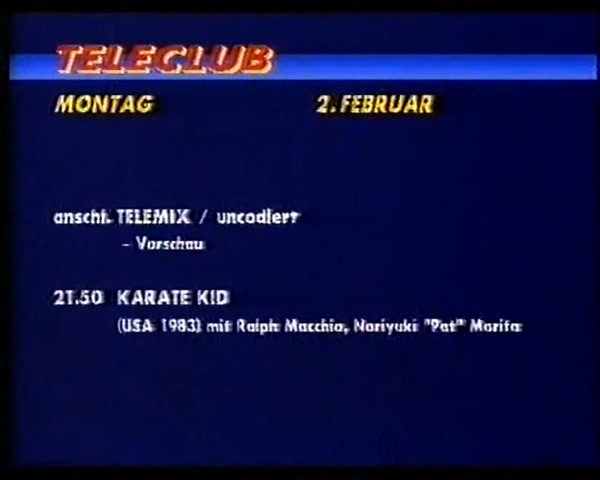 TELECLUB
MONTAG 2. FEBRUAR
anschl. TELEMIX / uncodiert
- Vorschau
21.50 KARATE KID
(USA 1983) mit Ralph Macchio, Noriyuki "Pat" Morita